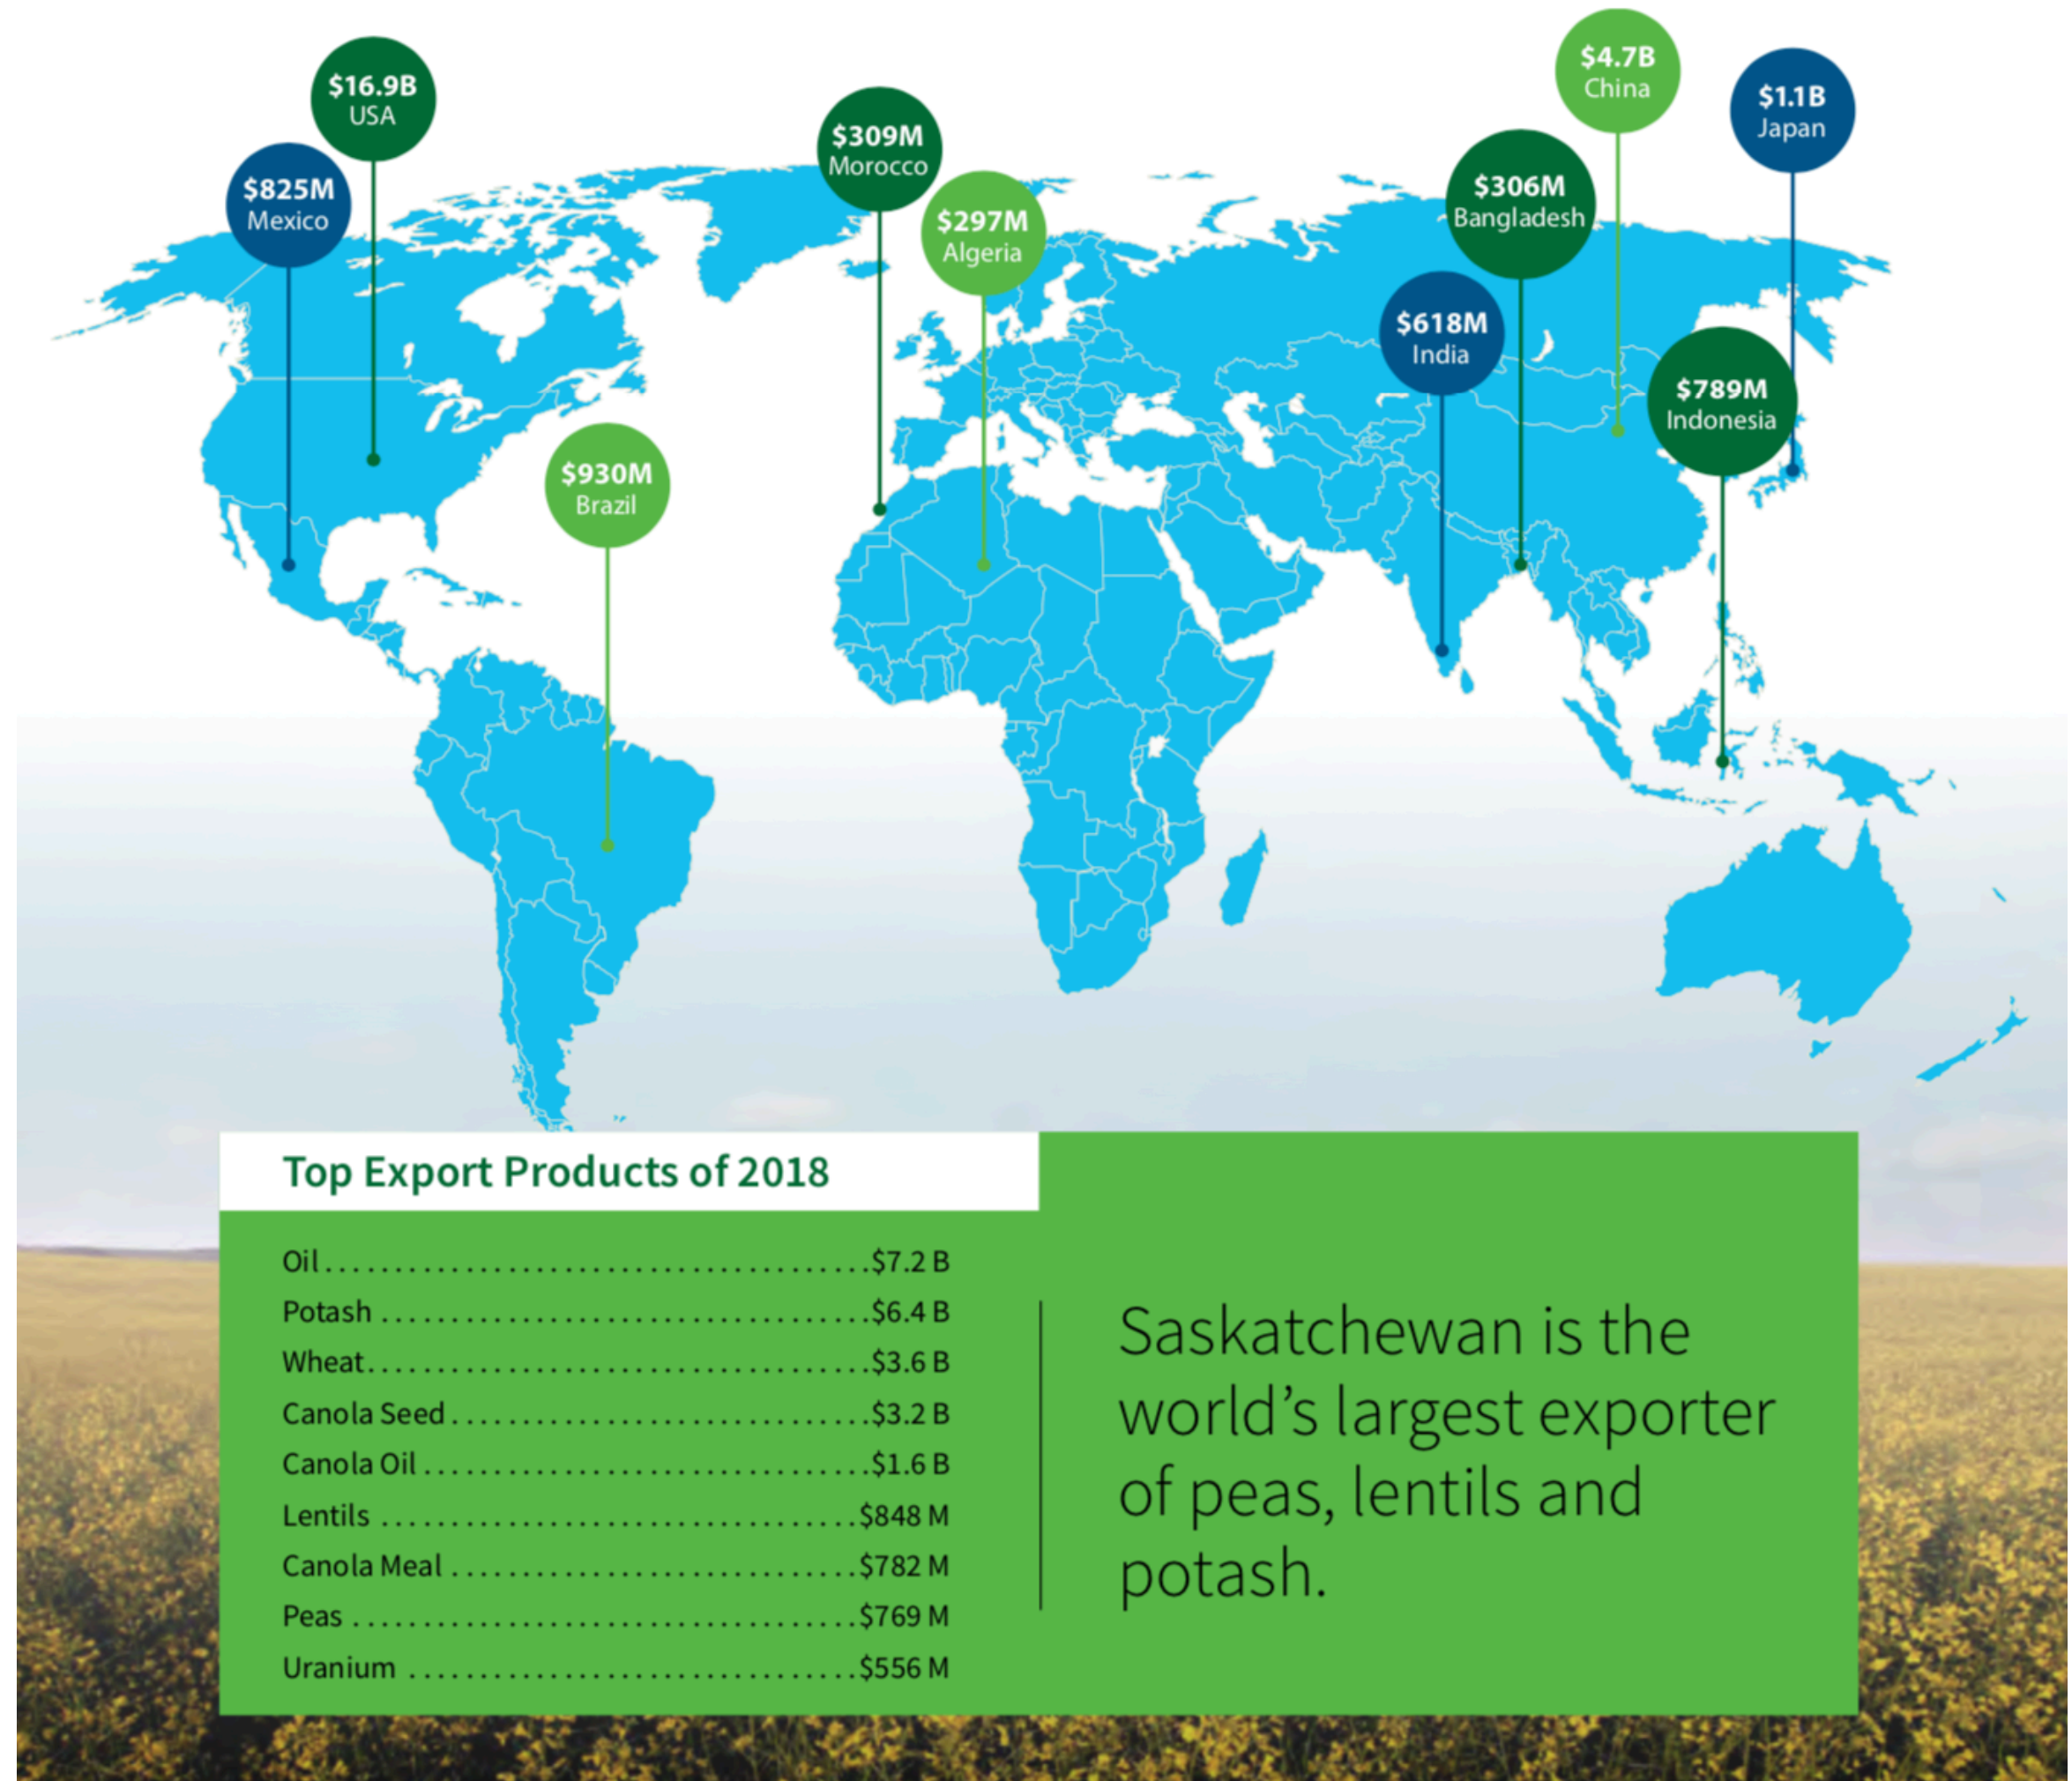 $16.9B
USA
$825M
Mexico
$930M
Brazil
$309M
Morocco
$297M
Algeria
$618M
India
$306M
Bangladesh
$4.7B
China
$1.1B
Japan
$789M
Indonesia
Top Export Products of 2018
Oil........................................$7.2 B
Potash ...................................$6.4 B
Wheat....................................$3.6 B
Canola Seed..............................$3.2 B
Canola Oil................................$1.6 B
Lentils ..................................$848 M
Canola Meal.............................$782 M
Peas ....................................$769 M
Uranium ................................$556 M
Saskatchewan is the
world’s largest exporter
of peas, lentils and
potash.